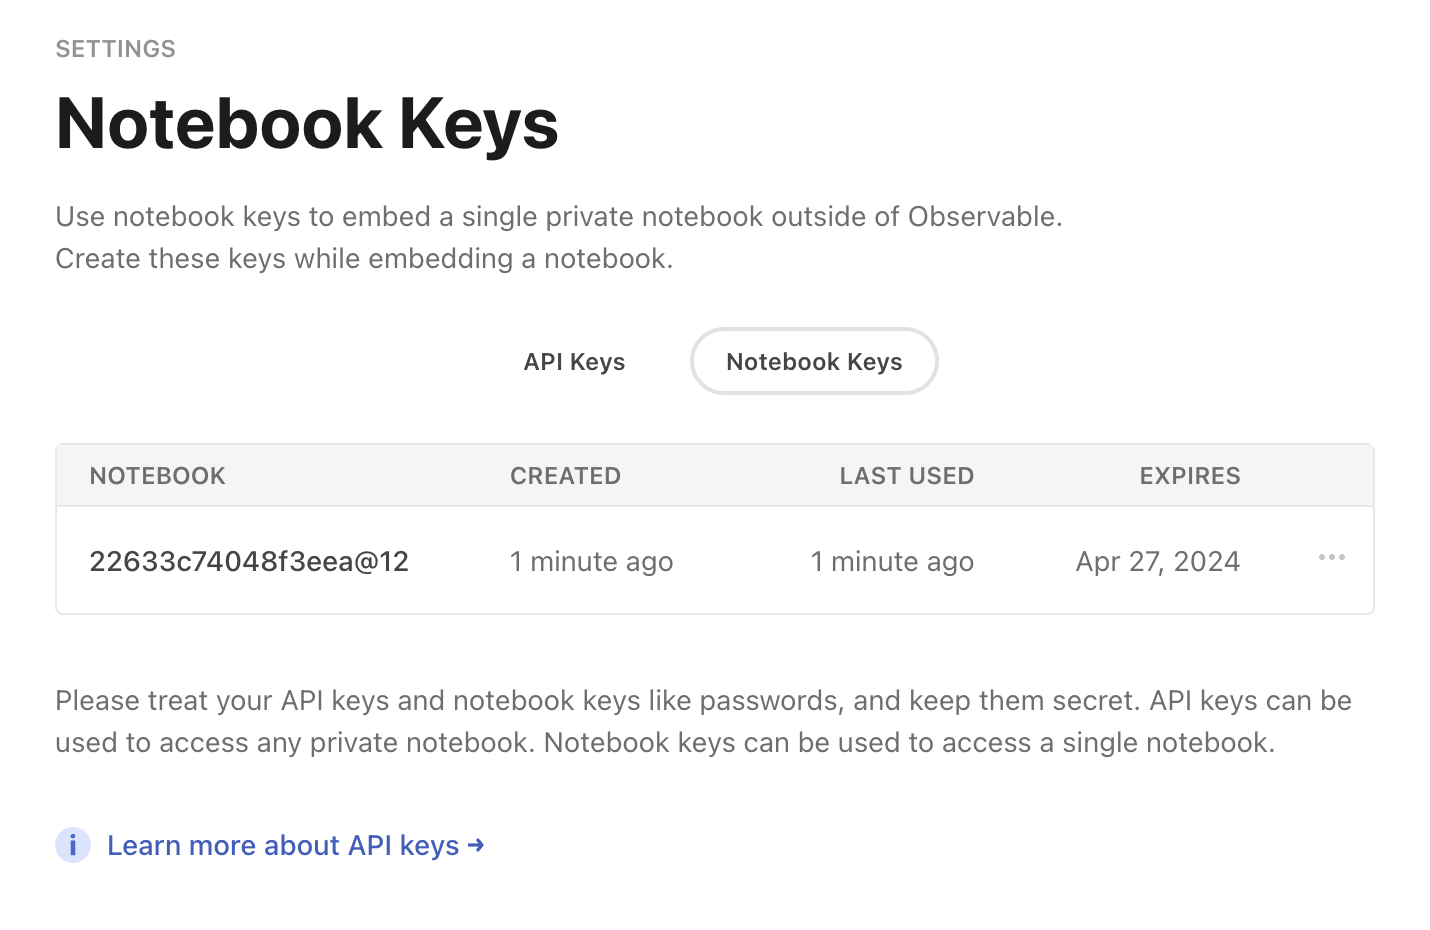 SETTINGS
Notebook Keys
Use notebook keys to embed a single private notebook outside of Observable.
Create these keys while embedding a notebook.
API Keys Notebook Keys
NOTEBOOK CREATED LAST USED EXPIRES
22633c74048f3eea@12 1 minute ago 1 minute ago Apr 27, 2024 •••
Please treat your API keys and notebook keys like passwords, and keep them secret. API keys can be
used to access any private notebook. Notebook keys can be used to access a single notebook.
i Learn more about API keys →